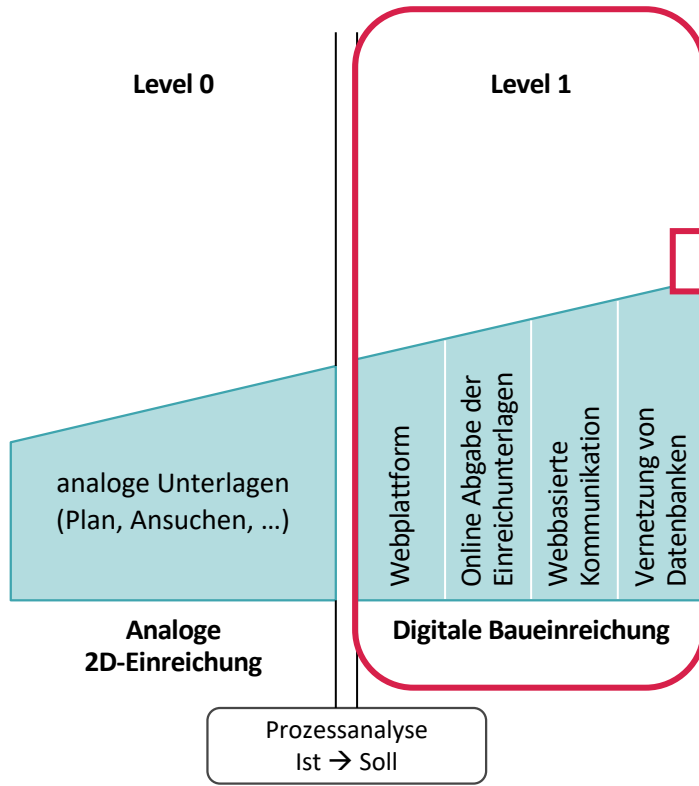 Level 0
Level 1
analoge Unterlagen
(Plan, Ansuchen, …)
Webplattform
Online Abgabe der
Einreichunterlagen
Webbasierte
Kommunikation
Vernetzung von
Datenbanken
Analoge
2D-Einreichung
Digitale Baueinreichung
Prozessanalyse
Ist → Soll